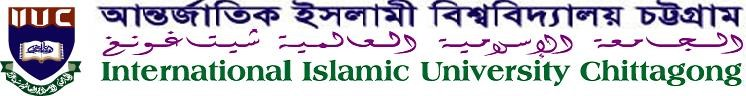 IIUC
আন্তর্জাতিক ইসলামী বিশ্ববিদ্যালয় চট্টগ্রাম
الجامعة الإسلامية العالمية شيتاغونغ
International Islamic University Chittagong